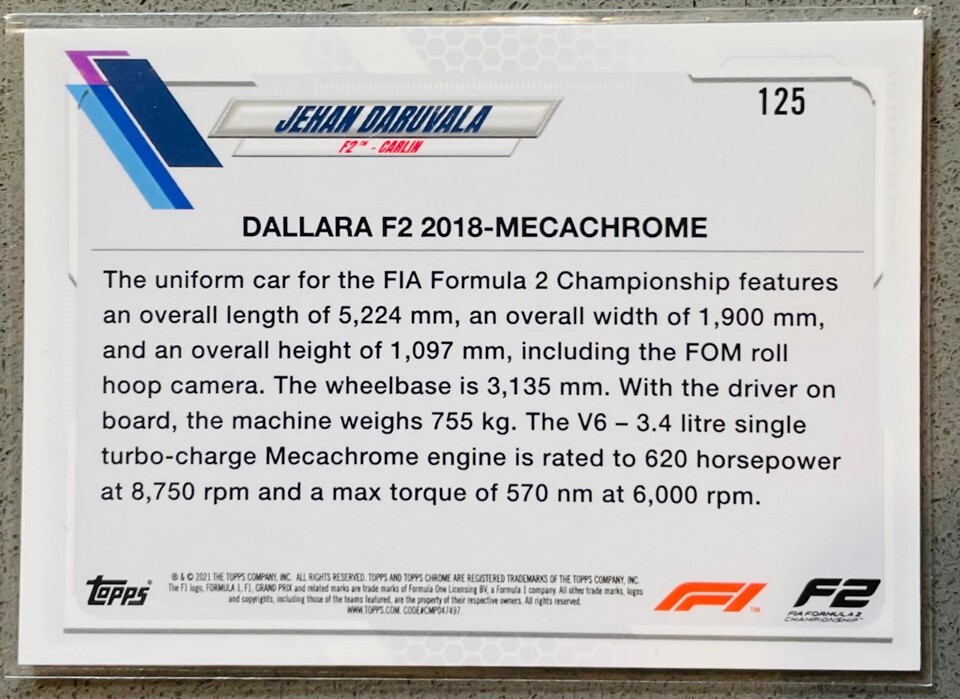 125
JEHAN DARUVALA
F2™ - CARLIN
DALLARA F2 2018-MECACHROME
The uniform car for the FIA Formula 2 Championship features
an overall length of 5,224 mm, an overall width of 1,900 mm,
and an overall height of 1,097 mm, including the FOM roll
hoop camera. The wheelbase is 3,135 mm. With the driver on
board, the machine weighs 755 kg. The V6 – 3.4 litre single
turbo-charge Mecachrome engine is rated to 620 horsepower
at 8,750 rpm and a max torque of 570 nm at 6,000 rpm.
topps®
® & © 2021 THE TOPPS COMPANY, INC. ALL RIGHTS RESERVED. TOPPS AND TOPPS CHROME ARE REGISTERED TRADEMARKS OF THE TOPPS COMPANY, INC.
The F1 logo, FORMULA 1, F1, GRAND PRIX and related marks are trade marks of Formula One Licensing BV, a Formula 1 company. All other trade marks, logos
and copyrights, including those of the teams featured, are the property of their respective owners. All rights reserved.
WWW.TOPPS.COM. CODE#CMP047497
F1™
F2
FIA FORMULA 2
CHAMPIONSHIP™